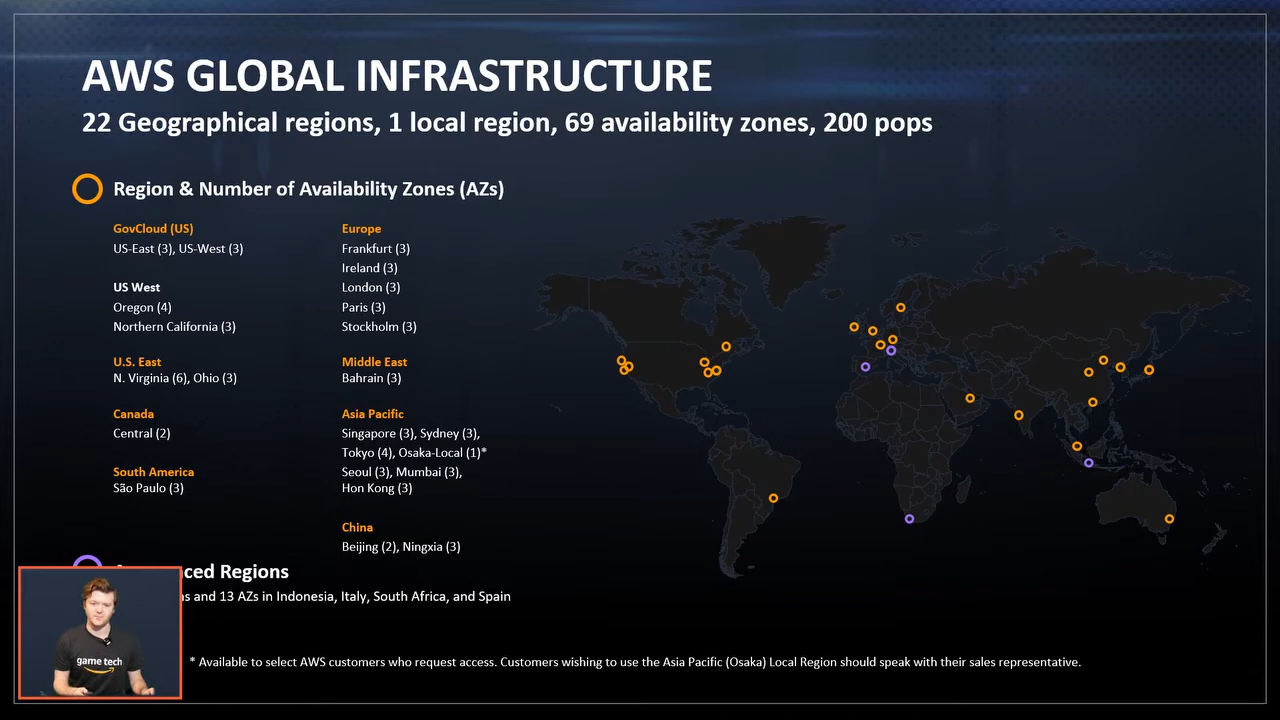 AWS GLOBAL INFRASTRUCTURE
22 Geographical regions, 1 local region, 69 availability zones, 200 pops
Region & Number of Availability Zones (AZs)
GovCloud (US)
US-East (3), US-West (3)
US West
Oregon (4)
Northern California (3)
U.S. East
N. Virginia (6), Ohio (3)
Canada
Central (2)
South America
São Paulo (3)
Europe
Frankfurt (3)
Ireland (3)
London (3)
Paris (3)
Stockholm (3)
Middle East
Bahrain (3)
Asia Pacific
Singapore (3), Sydney (3),
Tokyo (4), Osaka-Local (1)*
Seoul (3), Mumbai (3),
Hon Kong (3)
China
Beijing (2), Ningxia (3)
Regions
and 13 AZs in Indonesia, Italy, South Africa, and Spain
* Available to select AWS customers who request access. Customers wishing to use the Asia Pacific (Osaka) Local Region should speak with their sales representative.
game tech